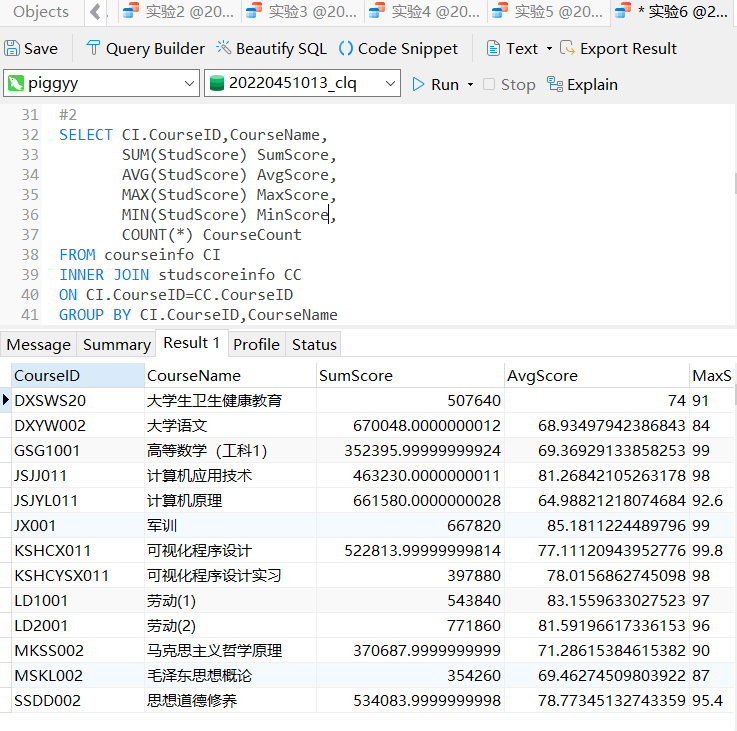 Objects 实验2 @20... 实验3 @20... 实验4 @20... 实验5 @20... * 实验6 @2...
Save Query Builder Beautify SQL () Code Snippet Text Export Result
piggyy 20220451013_clq Run Stop Explain
31 #2
32 SELECT CI.CourseID,CourseName,
33 SUM(StudScore) SumScore,
34 AVG(StudScore) AvgScore,
35 MAX(StudScore) MaxScore,
36 MIN(StudScore) MinScore,
37 COUNT(*) CourseCount
38 FROM courseinfo CI
39 INNER JOIN studscoreinfo CC
40 ON CI.CourseID=CC.CourseID
41 GROUP BY CI.CourseID,CourseName
Message Summary Result 1 Profile Status
CourseID CourseName SumScore AvgScore MaxS
DXSWS20 大学生卫生健康教育 507640 74 91
DXYW002 大学语文 670048.0000000012 68.93497942386843 84
GSG1001 高等数学（工科1） 352395.99999999924 69.36929133858253 99
JSJJ011 计算机应用技术 463230.0000000011 81.26842105263178 98
JSJYL011 计算机原理 661580.0000000028 64.98821218074684 92.6
JX001 军训 667820 85.1811224489796 99
KSHCX011 可视化程序设计 522813.99999999814 77.11120943952776 99.8
KSHCYSX011 可视化程序设计实习 397880 78.0156862745098 98
LD1001 劳动(1) 543840 83.1559633027523 97
LD2001 劳动(2) 771860 81.59196617336153 96
MKSS002 马克思主义哲学原理 370687.9999999999 71.28615384615382 90
MSKL002 毛泽东思想概论 354260 69.46274509803922 87
SSDD002 思想道德修养 534083.9999999998 78.77345132743359 95.4